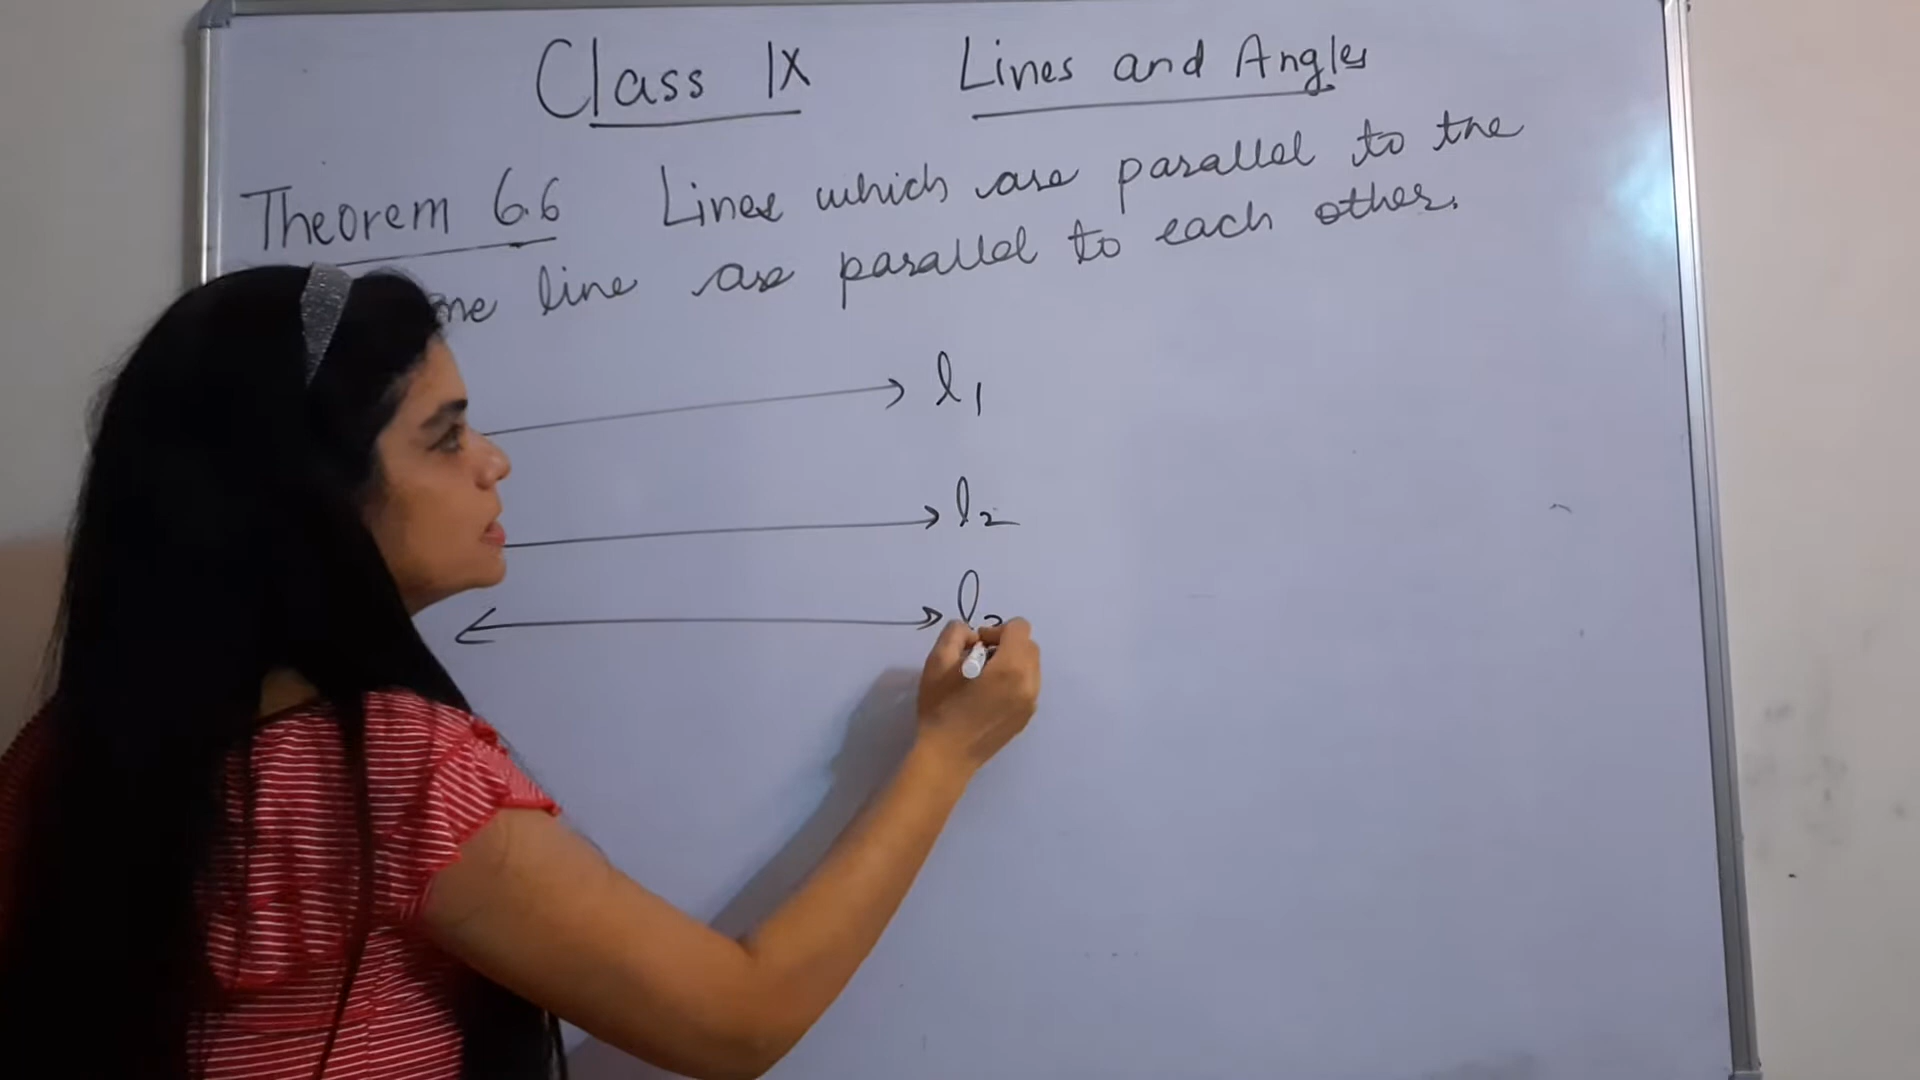 Class IX Lines and Angles
Theorem 6.6 Lines which are parallel to the
line are parallel to each other.
l1
l2
l